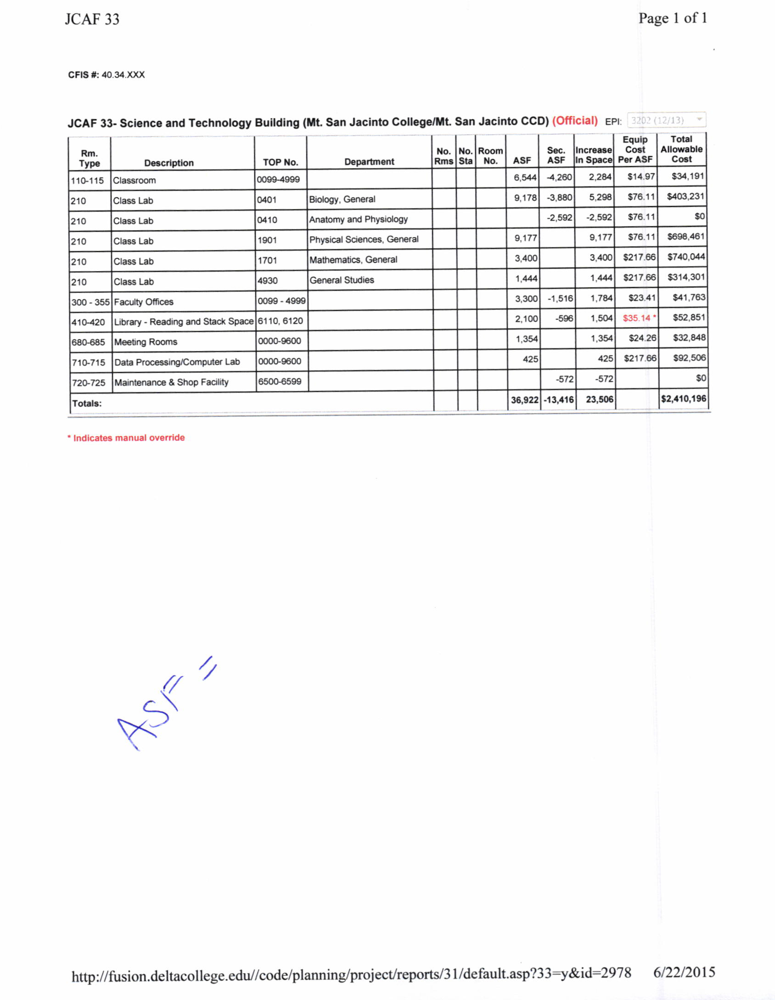 JCAF 33 Page 1 of 1
CFIS #: 40.34.XXX
JCAF 33- Science and Technology Building (Mt. San Jacinto College/Mt. San Jacinto CCD) (Official) EPI: 3202 (12/13)
Rm. Type Description TOP No. Department No. Rms No. Sta Room No. ASF Sec. ASF Increase In Space Equip Cost Per ASF Total Allowable Cost
110-115 Classroom 0099-4999 6,544 -4,260 2,284 $14.97 $34,191
210 Class Lab 0401 Biology, General 9,178 -3,880 5,298 $76.11 $403,231
210 Class Lab 0410 Anatomy and Physiology -2,592 -2,592 $76.11 $0
210 Class Lab 1901 Physical Sciences, General 9,177 9,177 $76.11 $698,461
210 Class Lab 1701 Mathematics, General 3,400 3,400 $217.66 $740,044
210 Class Lab 4930 General Studies 1,444 1,444 $217.66 $314,301
300 - 355 Faculty Offices 0099 - 4999 3,300 -1,516 1,784 $23.41 $41,763
410-420 Library - Reading and Stack Space 6110, 6120 2,100 -596 1,504 $35.14 * $52,851
680-685 Meeting Rooms 0000-9600 1,354 1,354 $24.26 $32,848
710-715 Data Processing/Computer Lab 0000-9600 425 425 $217.66 $92,506
720-725 Maintenance & Shop Facility 6500-6599 -572 -572 $0
Totals: 36,922 -13,416 23,506 $2,410,196
* Indicates manual override
ASF =
http://fusion.deltacollege.edu//code/planning/project/reports/31/default.asp?33=y&id=2978 6/22/2015